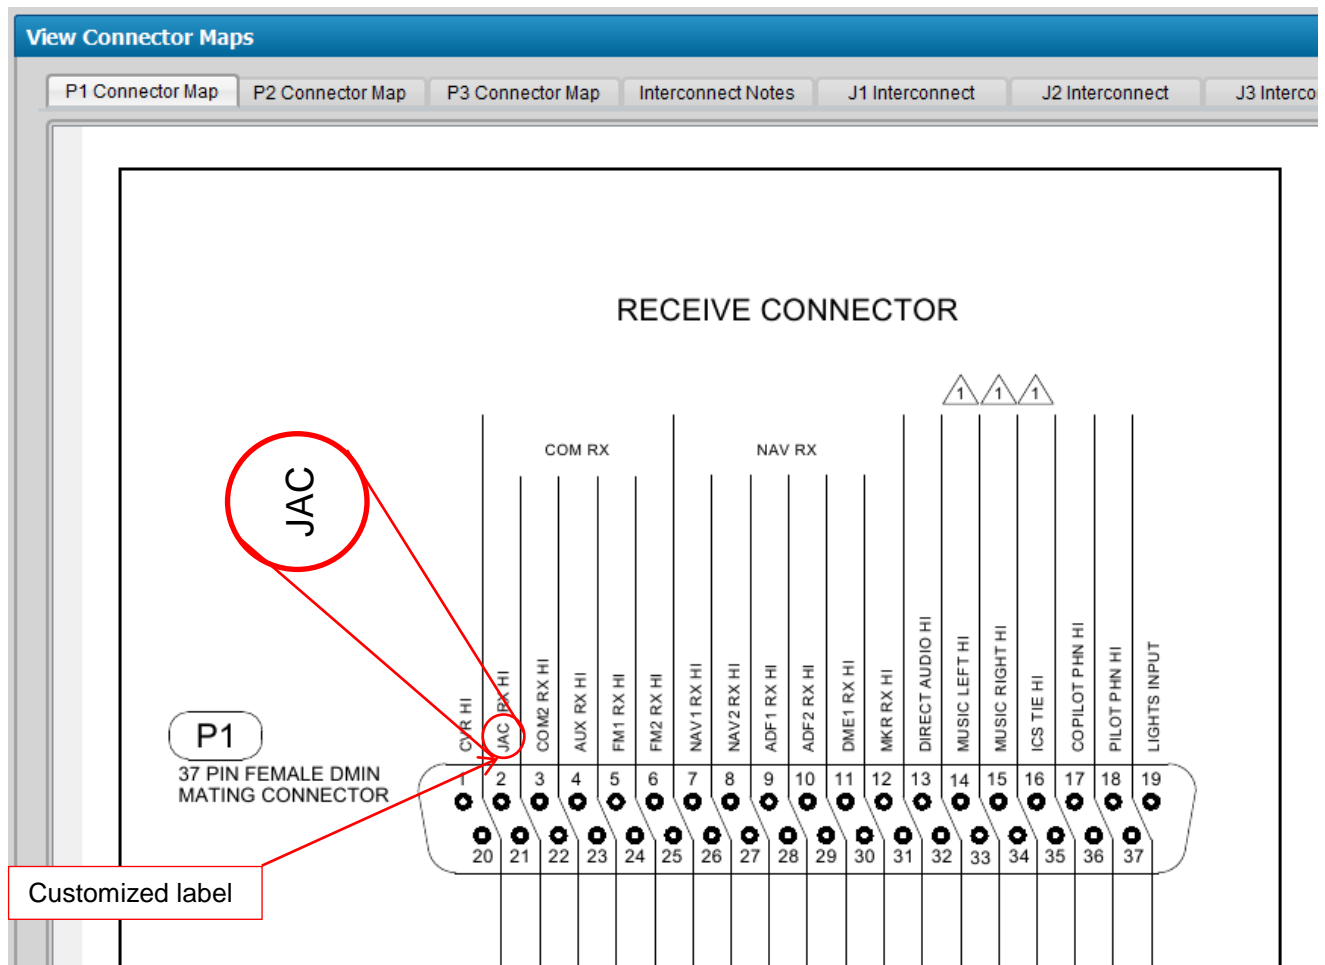 View Connector Maps
P1 Connector Map
P2 Connector Map
P3 Connector Map
Interconnect Notes
J1 Interconnect
J2 Interconnect
J3 Interco
RECEIVE CONNECTOR
1 1 1
COM RX
NAV RX
JAC
CVR HI
JAC RX HI
COM2 RX HI
AUX RX HI
FM1 RX HI
FM2 RX HI
NAV1 RX HI
NAV2 RX HI
ADF1 RX HI
ADF2 RX HI
DME1 RX HI
MKR RX HI
DIRECT AUDIO HI
MUSIC LEFT HI
MUSIC RIGHT HI
ICS TIE HI
COPILOT PHN HI
PILOT PHN HI
LIGHTS INPUT
P1
37 PIN FEMALE DMIN
MATING CONNECTOR
1 2 3 4 5 6 7 8 9 10 11 12 13 14 15 16 17 18 19
20 21 22 23 24 25 26 27 28 29 30 31 32 33 34 35 36 37
Customized label